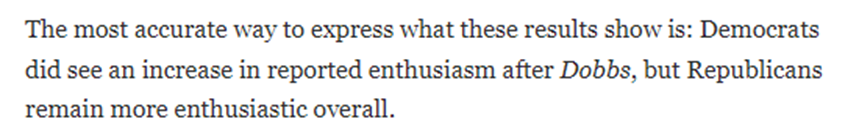 The most accurate way to express what these results show is: Democrats
did see an increase in reported enthusiasm after Dobbs, but Republicans
remain more enthusiastic overall.